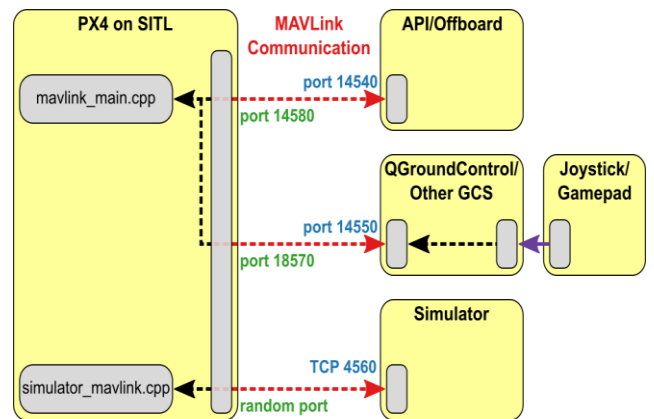 PX4 on SITL
MAVLink
Communication
API/Offboard
mavlink_main.cpp
port 14540
port 14580
QGroundControl/
Other GCS
Joystick/
Gamepad
port 14550
port 18570
Simulator
simulator_mavlink.cpp
TCP 4560
random port